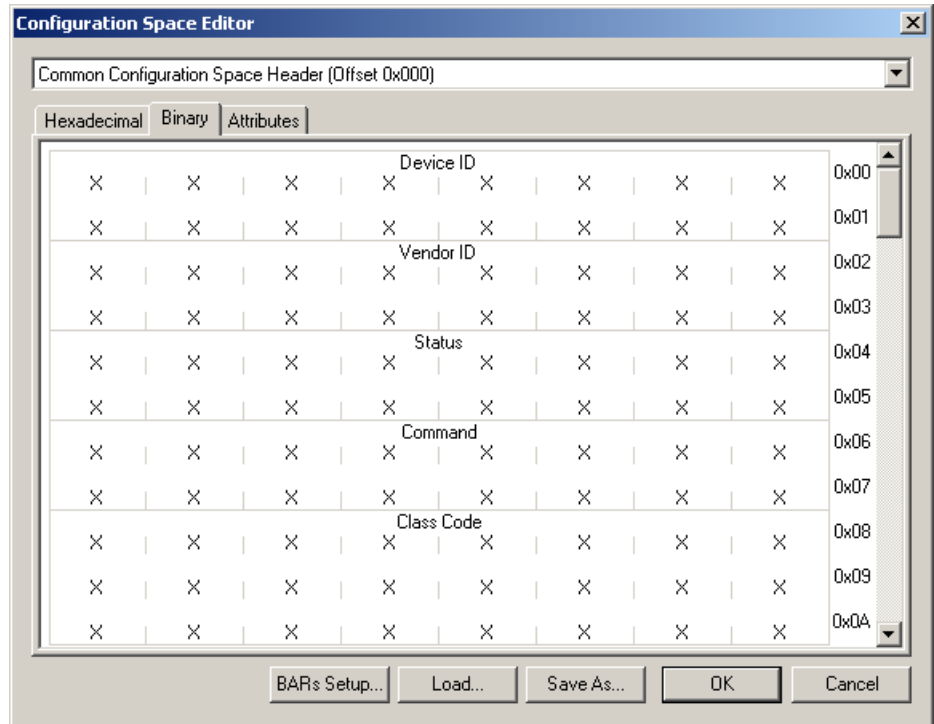 Configuration Space Editor
Common Configuration Space Header (Offset 0x000)
Hexadecimal Binary Attributes
Device ID
X X X X X X X X 0x00
X X X X X X X X 0x01
Vendor ID
X X X X X X X X 0x02
X X X X X X X X 0x03
Status
X X X X X X X X 0x04
X X X X X X X X 0x05
Command
X X X X X X X X 0x06
X X X X X X X X 0x07
Class Code
X X X X X X X X 0x08
X X X X X X X X 0x09
X X X X X X X X 0x0A
BARs Setup... Load... Save As... OK Cancel